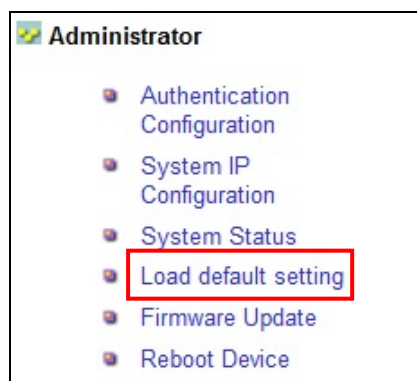 Administrator
Authentication
Configuration
System IP
Configuration
System Status
Load default setting
Firmware Update
Reboot Device